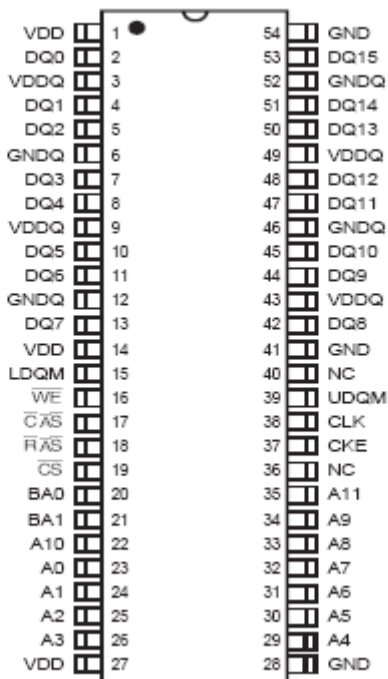 VDD 1 54 GND
DQ0 2 53 DQ15
VDDQ 3 52 GNDQ
DQ1 4 51 DQ14
DQ2 5 50 DQ13
GNDQ 6 49 VDDQ
DQ3 7 48 DQ12
DQ4 8 47 DQ11
VDDQ 9 46 GNDQ
DQ5 10 45 DQ10
DQ6 11 44 DQ9
GNDQ 12 43 VDDQ
DQ7 13 42 DQ8
VDD 14 41 GND
LDQM 15 40 NC
W̅E̅ 16 39 UDQM
C̅A̅S̅ 17 38 CLK
R̅A̅S̅ 18 37 CKE
C̅S̅ 19 36 NC
BA0 20 35 A11
BA1 21 34 A9
A10 22 33 A8
A0 23 32 A7
A1 24 31 A6
A2 25 30 A5
A3 26 29 A4
VDD 27 28 GND